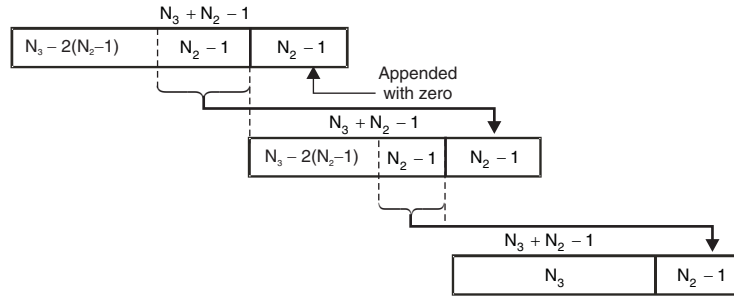 N₃ + N₂ − 1
N₃ − 2(N₂−1) N₂ − 1 N₂ − 1
Appended
with zero
N₃ + N₂ − 1
N₃ − 2(N₂−1) N₂ − 1 N₂ − 1
N₃ + N₂ − 1
N₃ N₂ − 1